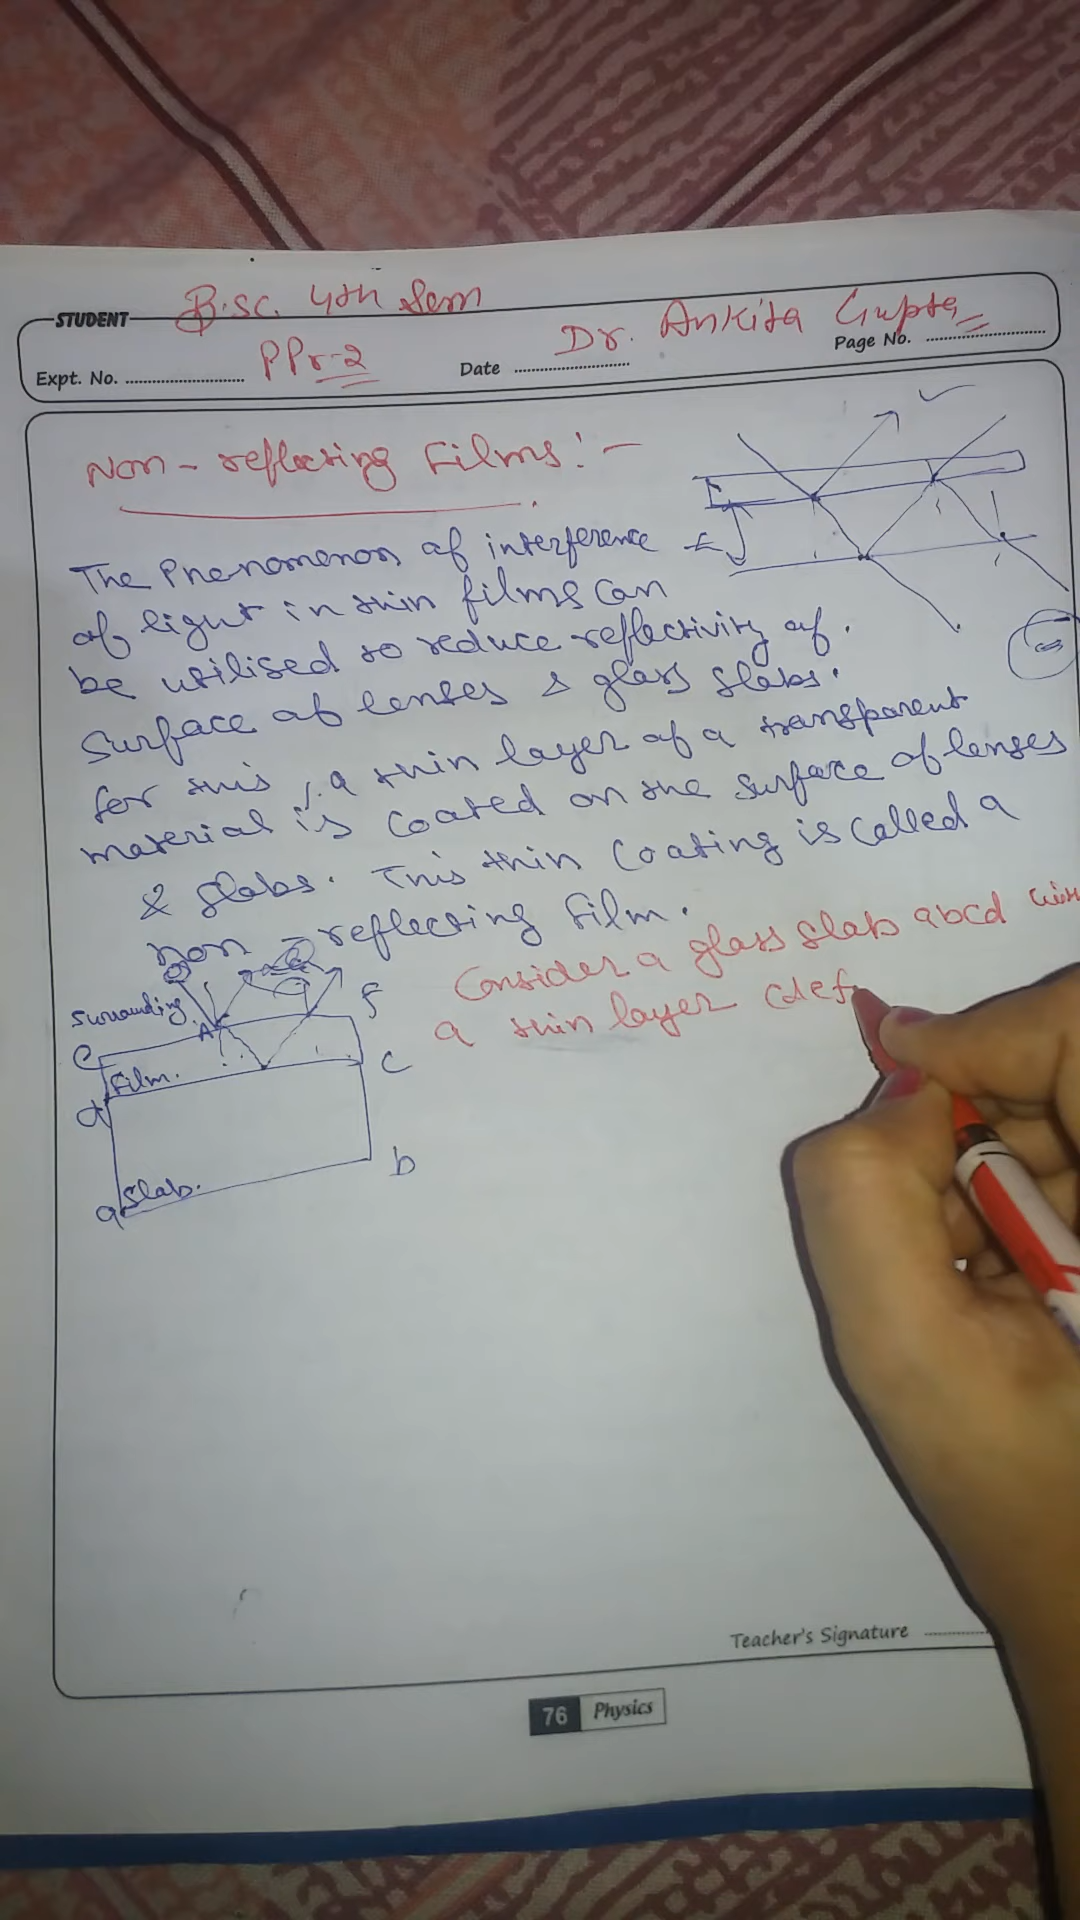 B.Sc. 4th Sem
STUDENT
PPr-2
Dr. Ankita Gupta
Expt. No.
Date
Page No.
Non-reflecting Films:-
The Phenomenon of interference
of light in thin films can
be utilised to reduce reflectivity of
Surface of lenses & glass slabs.
for this, a thin layer of a transparent
material is coated on the surface of lenses
& slabs. This thin coating is called a
non-reflecting film.
Consider a glass slab abcd with
a thin layer cdef
t
Surrounding
A
f
e
Film.
c
d
b
a
Slab.
Teacher's Signature
76 Physics